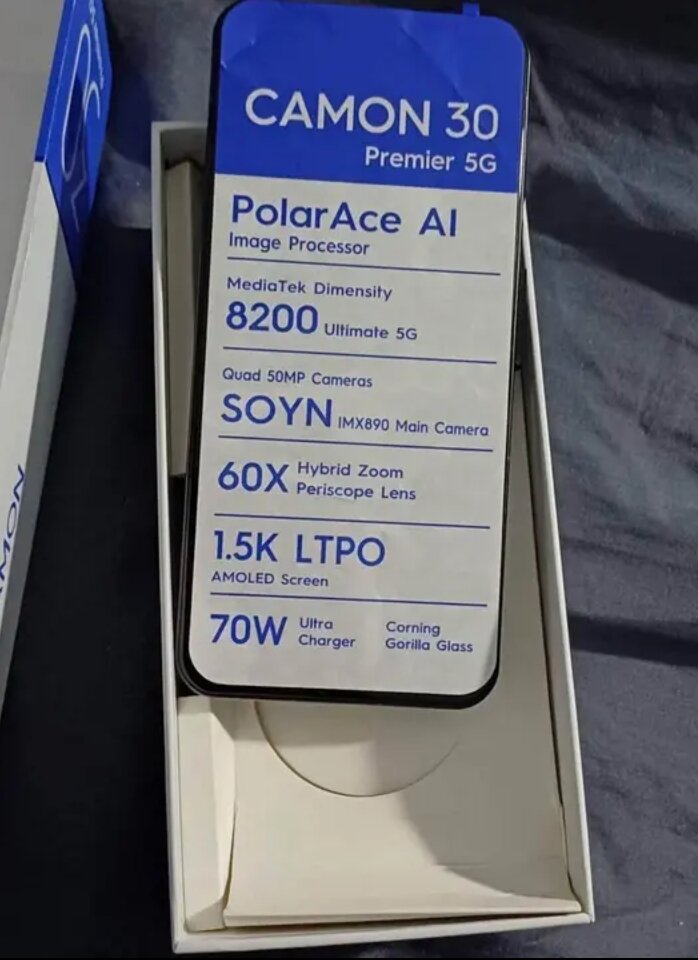 CAMON 30
Premier 5G
PolarAce AI
Image Processor
MediaTek Dimensity
8200 Ultimate 5G
Quad 50MP Cameras
SOYN IMX890 Main Camera
60X Hybrid Zoom
Periscope Lens
1.5K LTPO
AMOLED Screen
70W Ultra Charger
Corning Gorilla Glass